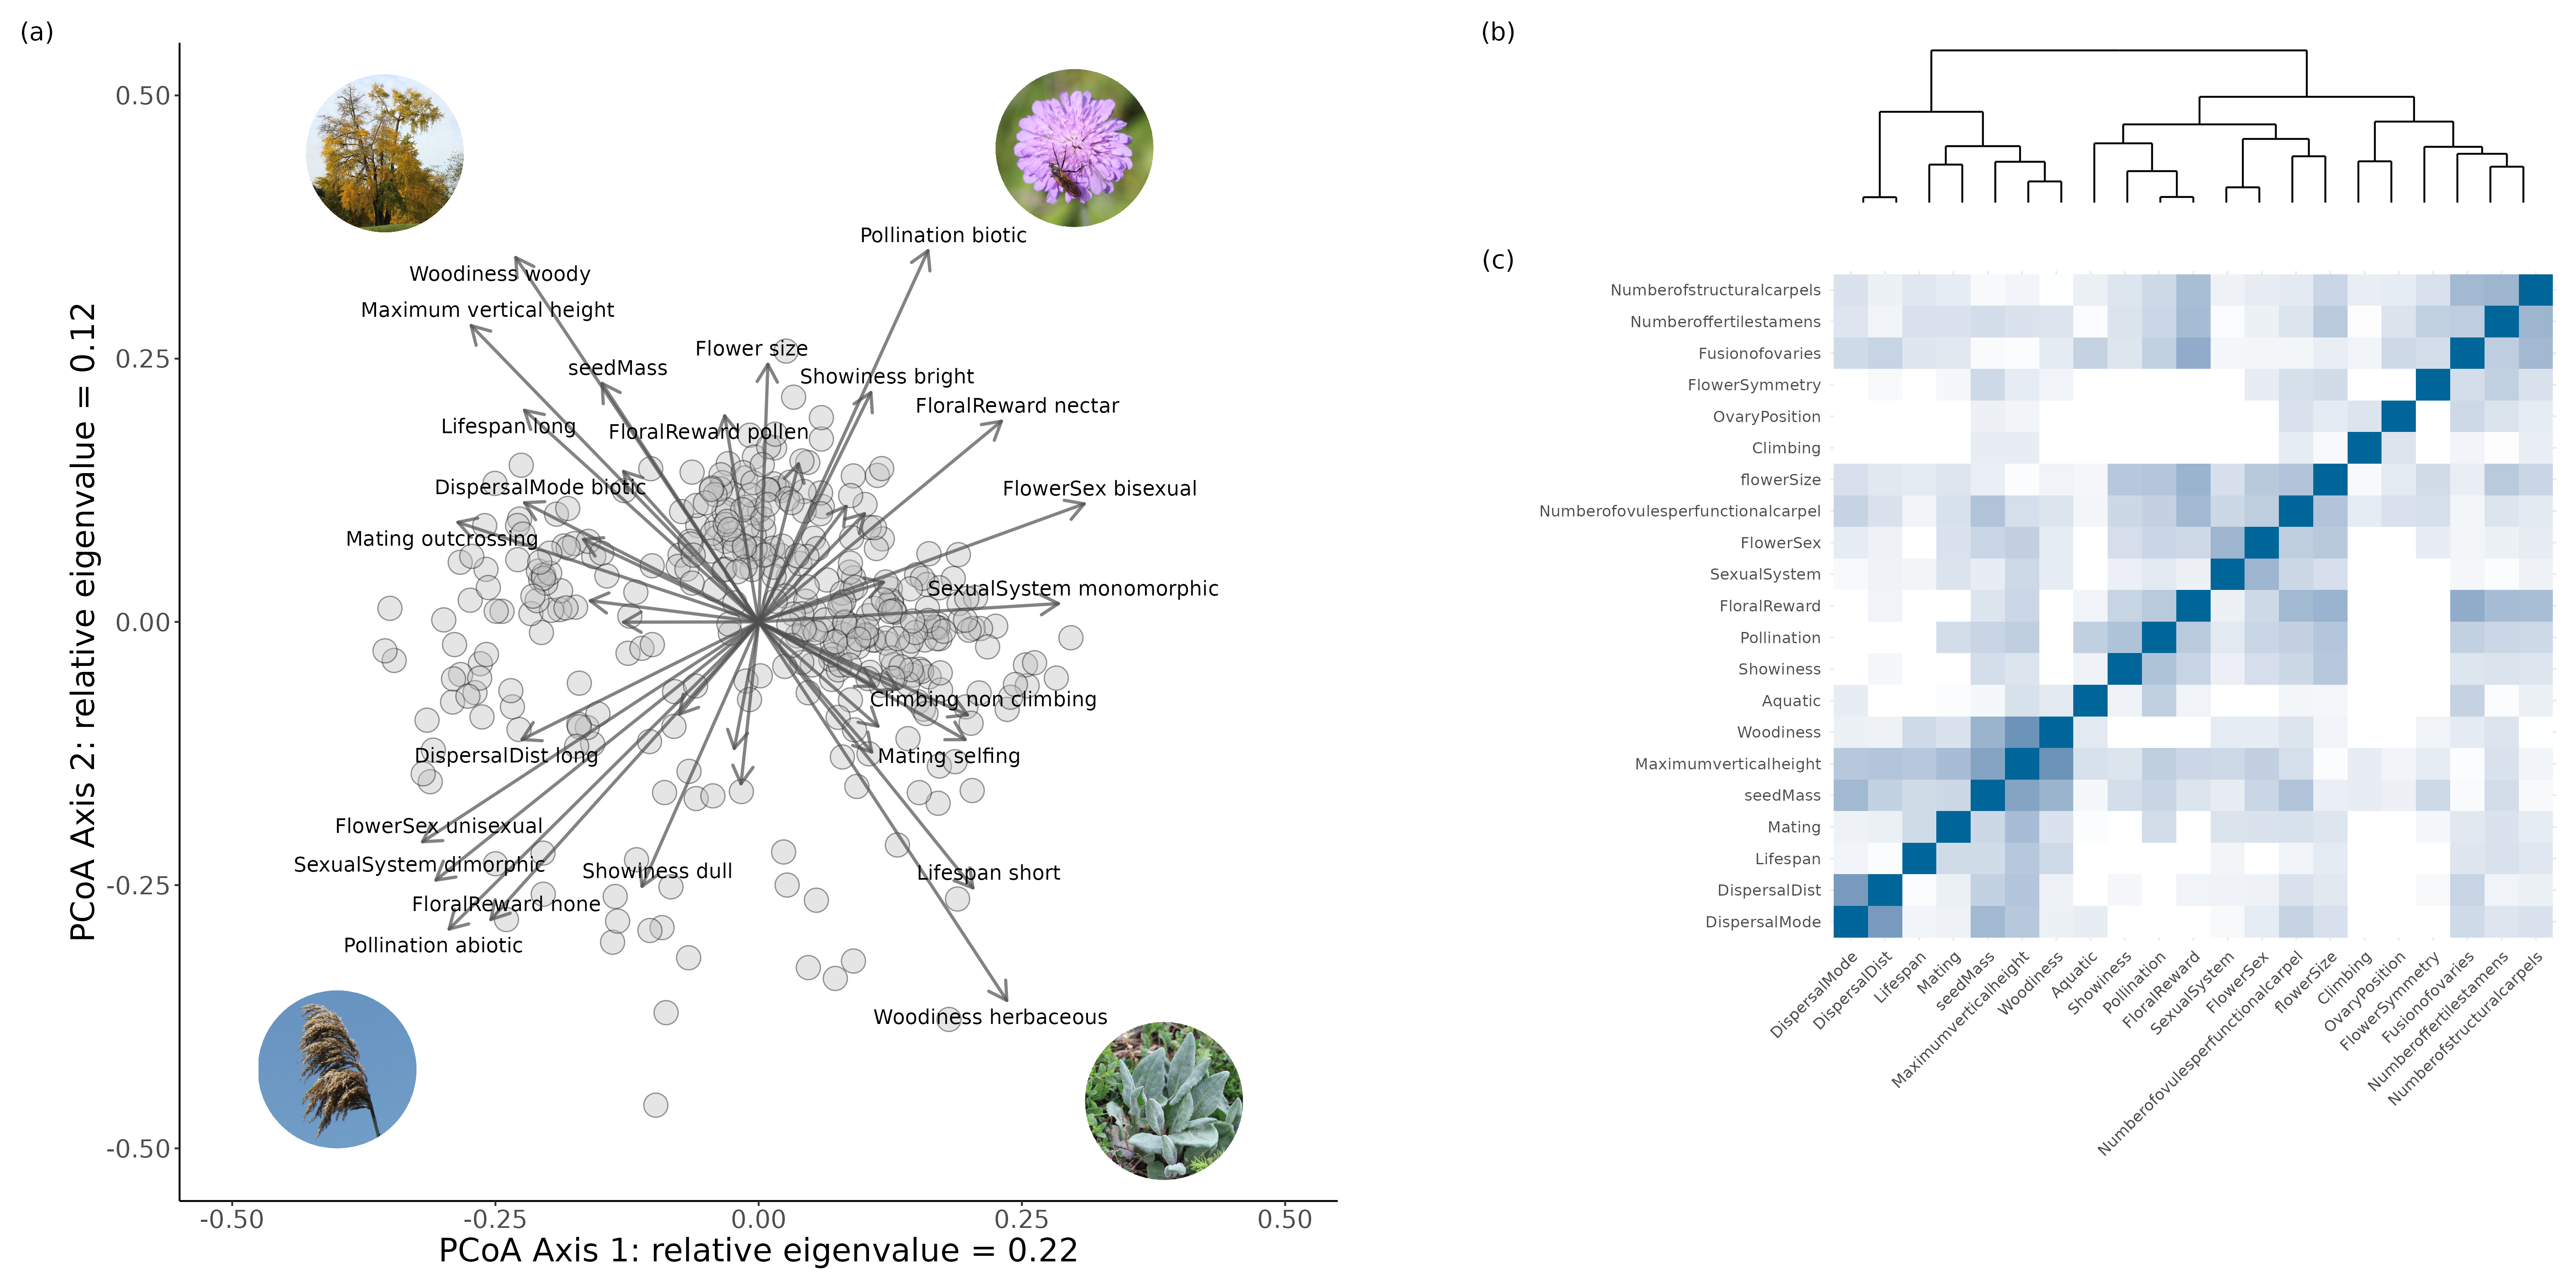 (a)
0.50
0.25
0.00
-0.25
-0.50
PCoA Axis 2: relative eigenvalue = 0.12
Pollination biotic
Woodiness woody
Maximum vertical height
Flower size
seedMass
Showiness bright
FloralReward nectar
Lifespan long
FloralReward pollen
DispersalMode biotic
FlowerSex bisexual
Mating outcrossing
SexualSystem monomorphic
Climbing non climbing
DispersalDist long
Mating selfing
FlowerSex unisexual
SexualSystem dimorphic
Showiness dull
Lifespan short
FloralReward none
Pollination abiotic
Woodiness herbaceous
-0.50
-0.25
0.00
0.25
0.50
PCoA Axis 1: relative eigenvalue = 0.22
(b)
(c)
Numberofstructuralcarpels
Numberoffertilestamens
Fusionofovaries
FlowerSymmetry
OvaryPosition
Climbing
flowerSize
Numberofovulesperfunctionalcarpel
FlowerSex
SexualSystem
FloralReward
Pollination
Showiness
Aquatic
Woodiness
Maximumverticalheight
seedMass
Mating
Lifespan
DispersalDist
DispersalMode
DispersalMode
DispersalDist
Lifespan
Mating
seedMass
Maximumverticalheight
Woodiness
Aquatic
Showiness
Pollination
FloralReward
SexualSystem
FlowerSex
Numberofovulesperfunctionalcarpel
flowerSize
Climbing
OvaryPosition
FlowerSymmetry
Fusionofovaries
Numberoffertilestamens
Numberofstructuralcarpels